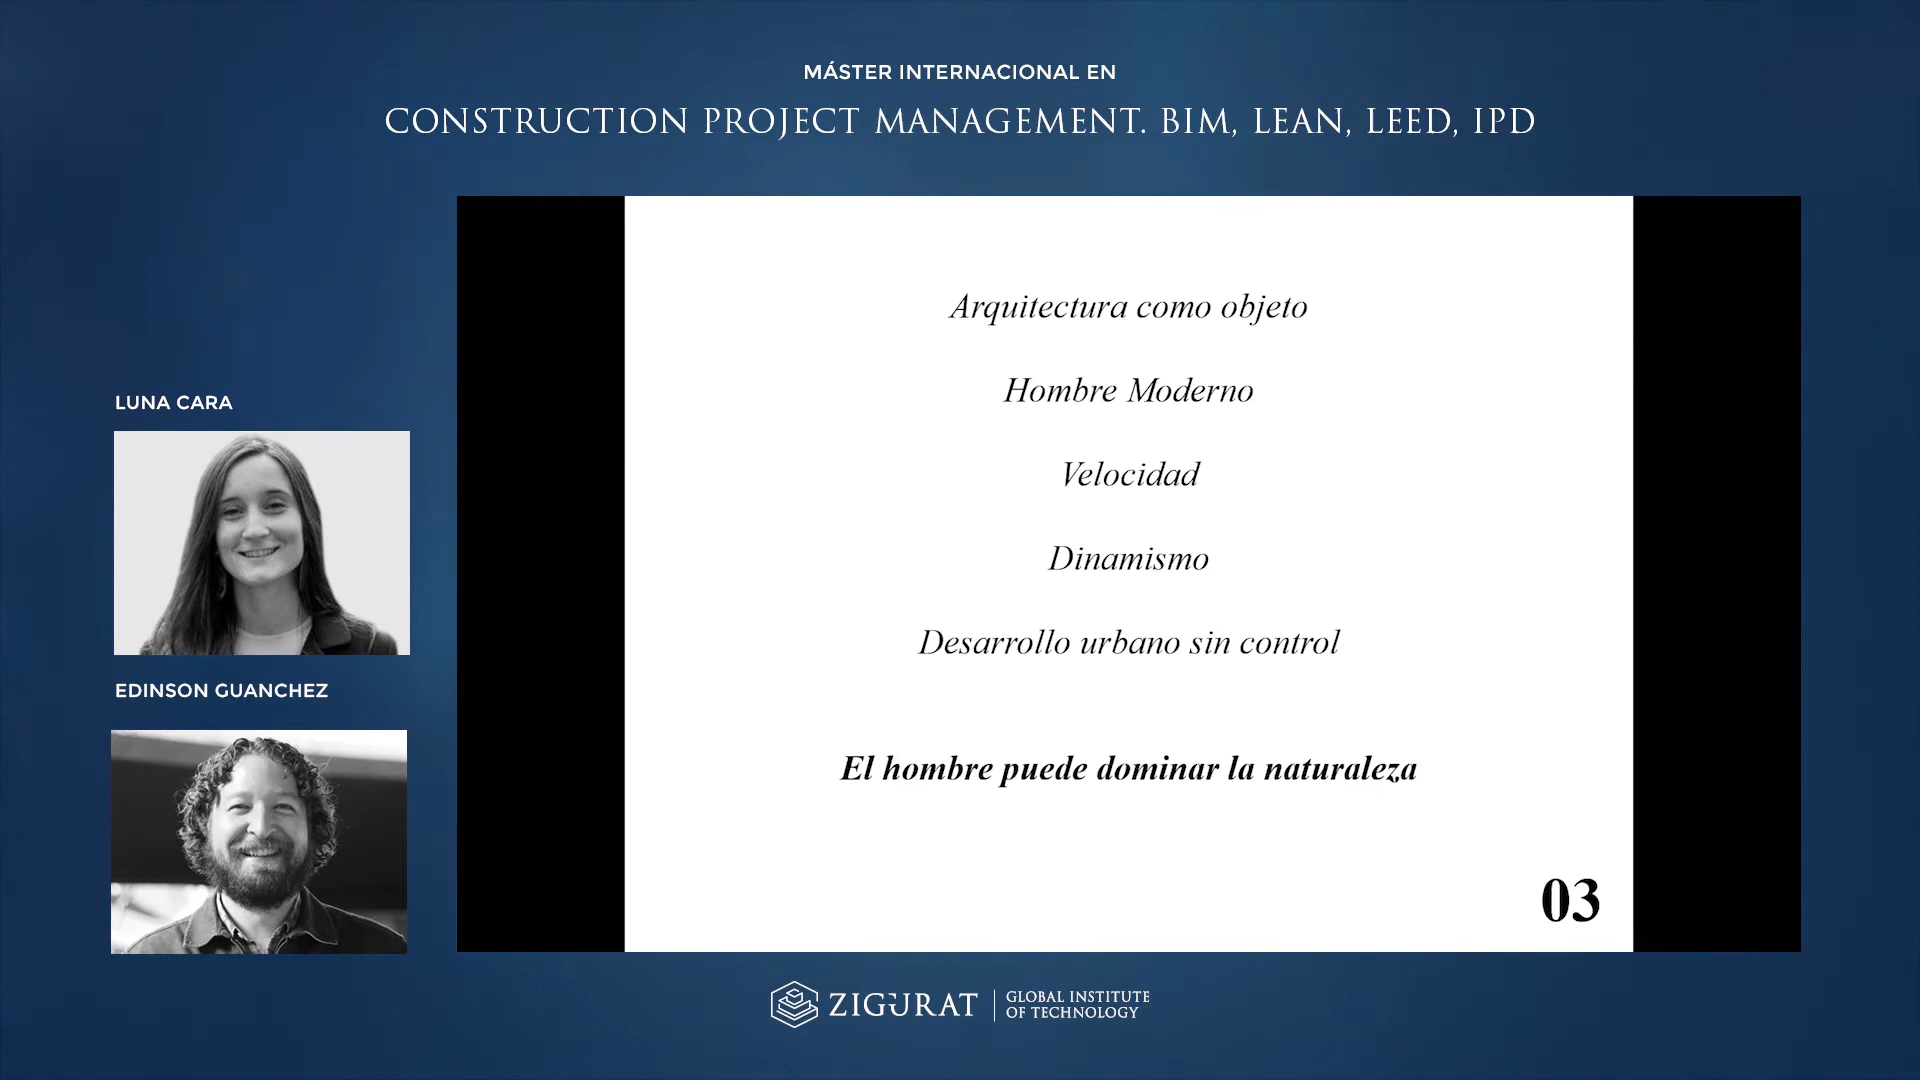 MÁSTER INTERNACIONAL EN
CONSTRUCTION PROJECT MANAGEMENT. BIM, LEAN, LEED, IPD
LUNA CARA
EDINSON GUANCHEZ
Arquitectura como objeto
Hombre Moderno
Velocidad
Dinamismo
Desarrollo urbano sin control
El hombre puede dominar la naturaleza
03
ZIGURAT
GLOBAL INSTITUTE
OF TECHNOLOGY